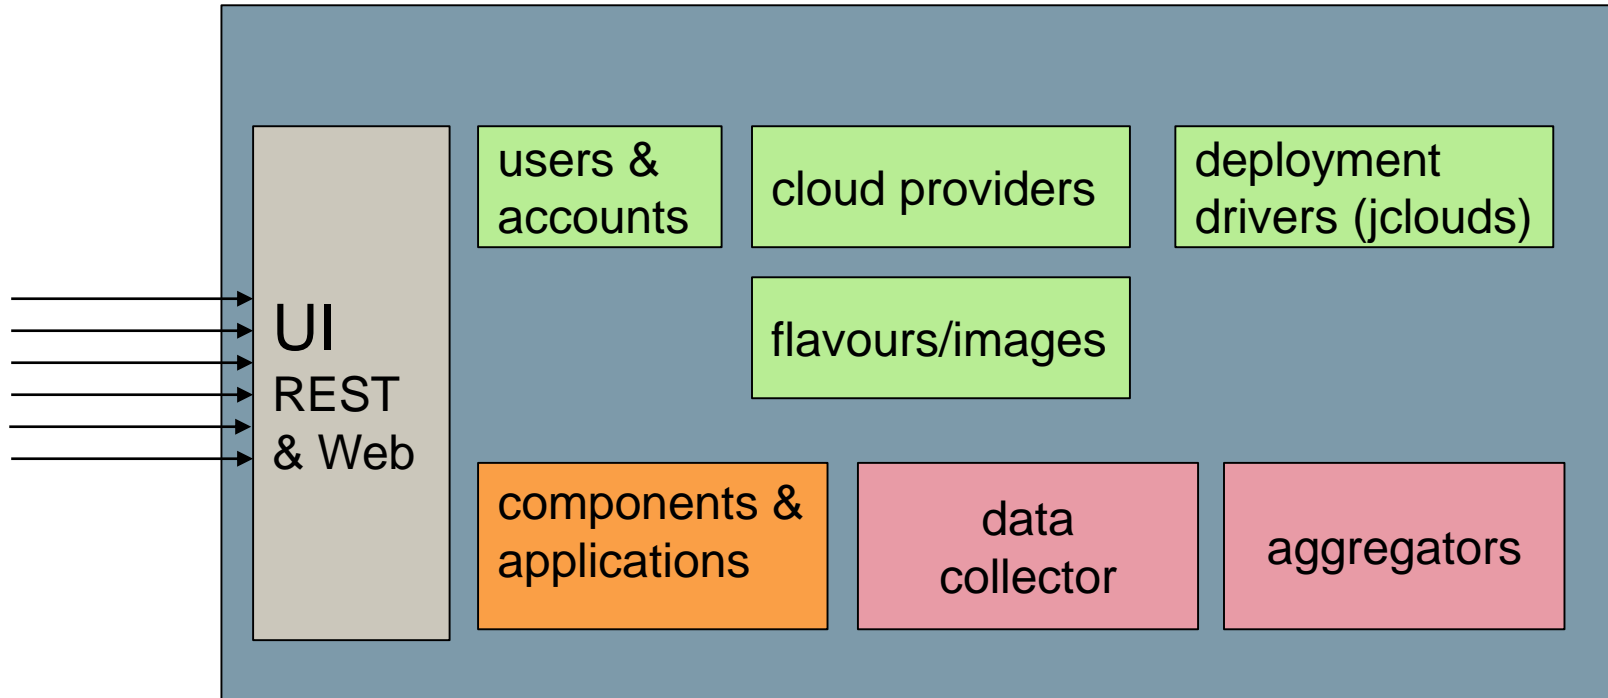 UI
REST
& Web
users &
accounts
cloud providers
deployment
drivers (jclouds)
flavours/images
components &
applications
data
collector
aggregators